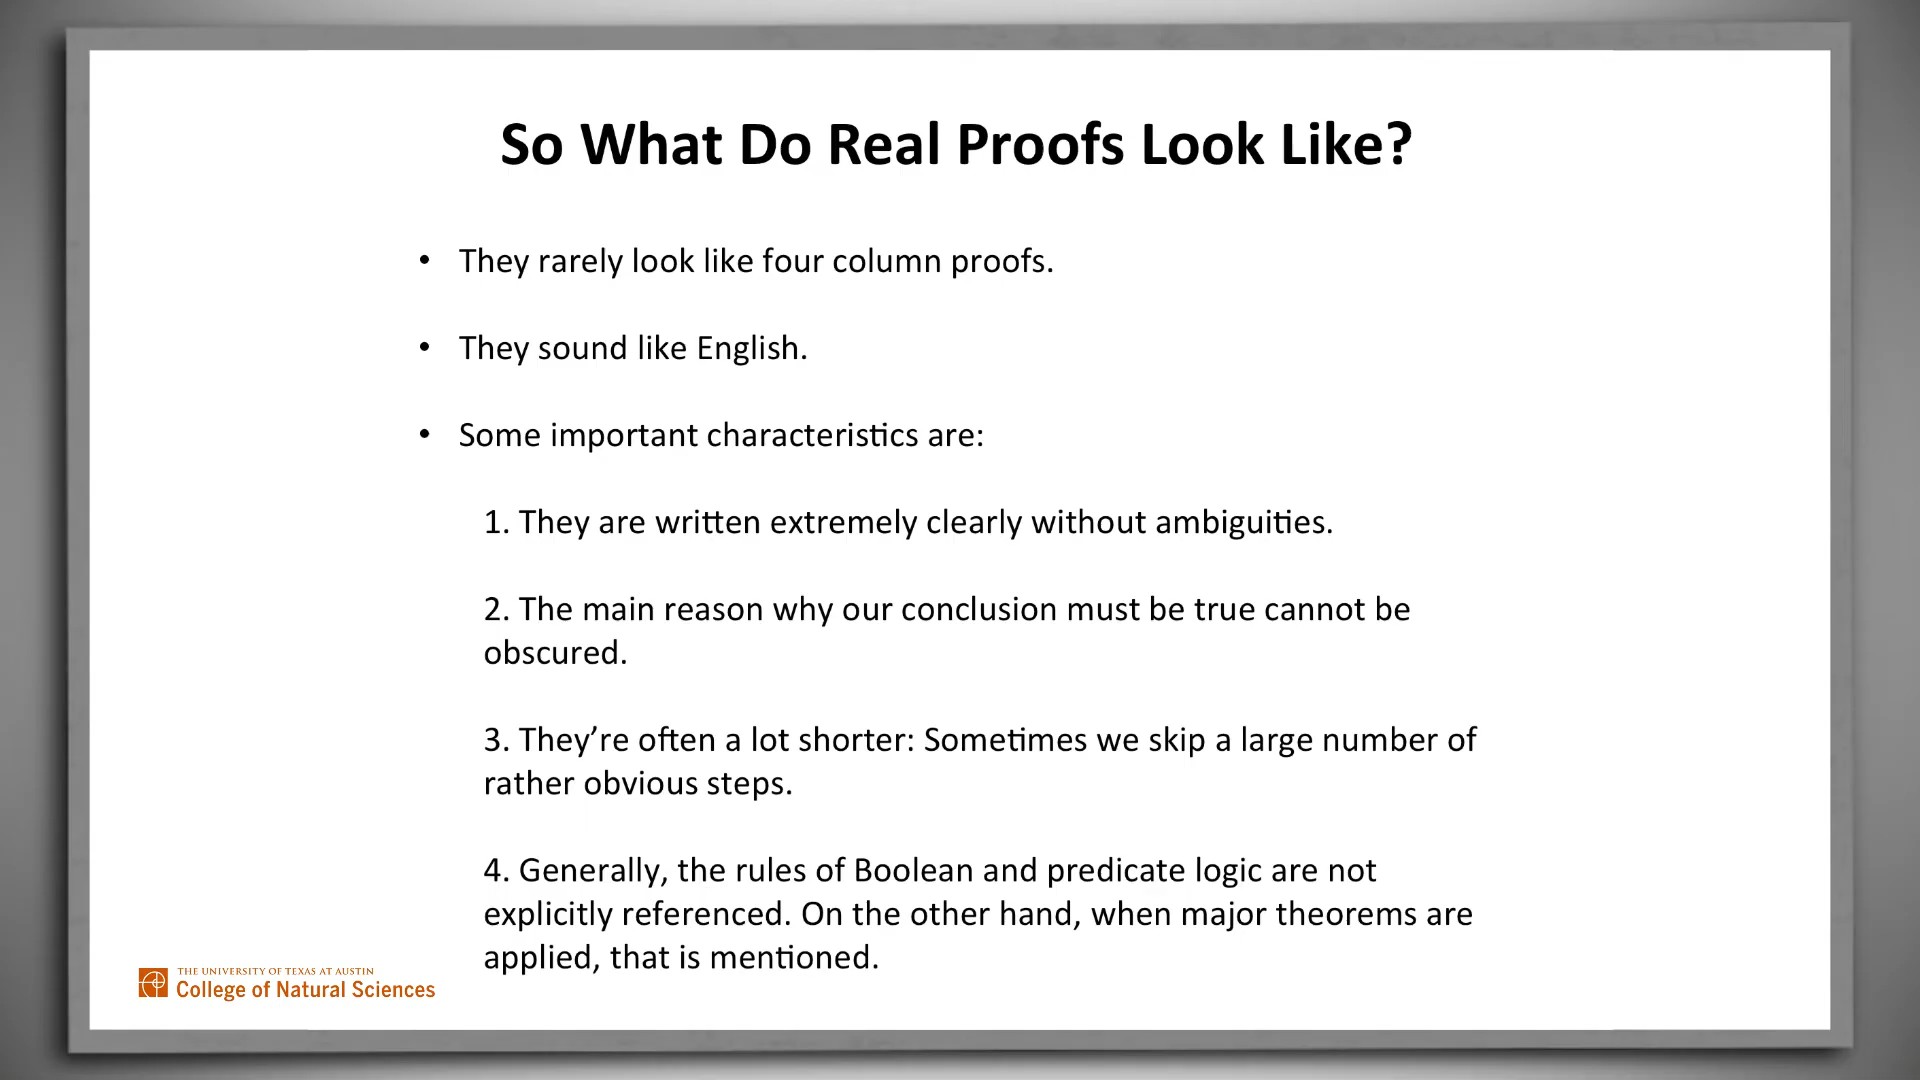 So What Do Real Proofs Look Like?
• They rarely look like four column proofs.
• They sound like English.
• Some important characteristics are:
1. They are written extremely clearly without ambiguities.
2. The main reason why our conclusion must be true cannot be
obscured.
3. They’re often a lot shorter: Sometimes we skip a large number of
rather obvious steps.
4. Generally, the rules of Boolean and predicate logic are not
explicitly referenced. On the other hand, when major theorems are
applied, that is mentioned.
THE UNIVERSITY OF TEXAS AT AUSTIN
College of Natural Sciences